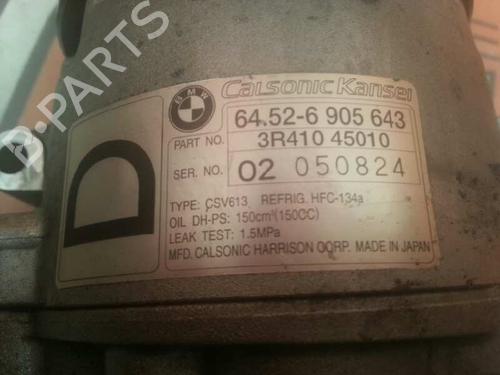 BMW
Calsonic Kansei
64.52-6 905 643
PART NO. 3R410 45010
SER. NO. 02 050824
D
TYPE: CSV613 REFRIG. HFC-134a
OIL DH-PS: 150cm³(150CC)
LEAK TEST: 1.5MPa
MFD. CALSONIC HARRISON CORP. MADE IN JAPAN
B-PARTS